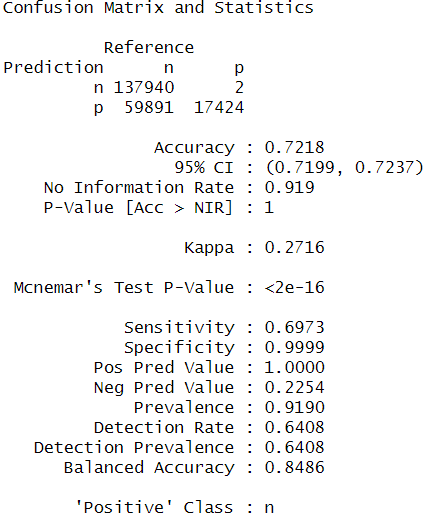 Confusion Matrix and Statistics
Reference
Prediction n p
n 137940 2
p 59891 17424
Accuracy : 0.7218
95% CI : (0.7199, 0.7237)
No Information Rate : 0.919
P-Value [Acc > NIR] : 1
Kappa : 0.2716
Mcnemar's Test P-Value : <2e-16
Sensitivity : 0.6973
Specificity : 0.9999
Pos Pred Value : 1.0000
Neg Pred Value : 0.2254
Prevalence : 0.9190
Detection Rate : 0.6408
Detection Prevalence : 0.6408
Balanced Accuracy : 0.8486
'Positive' Class : n